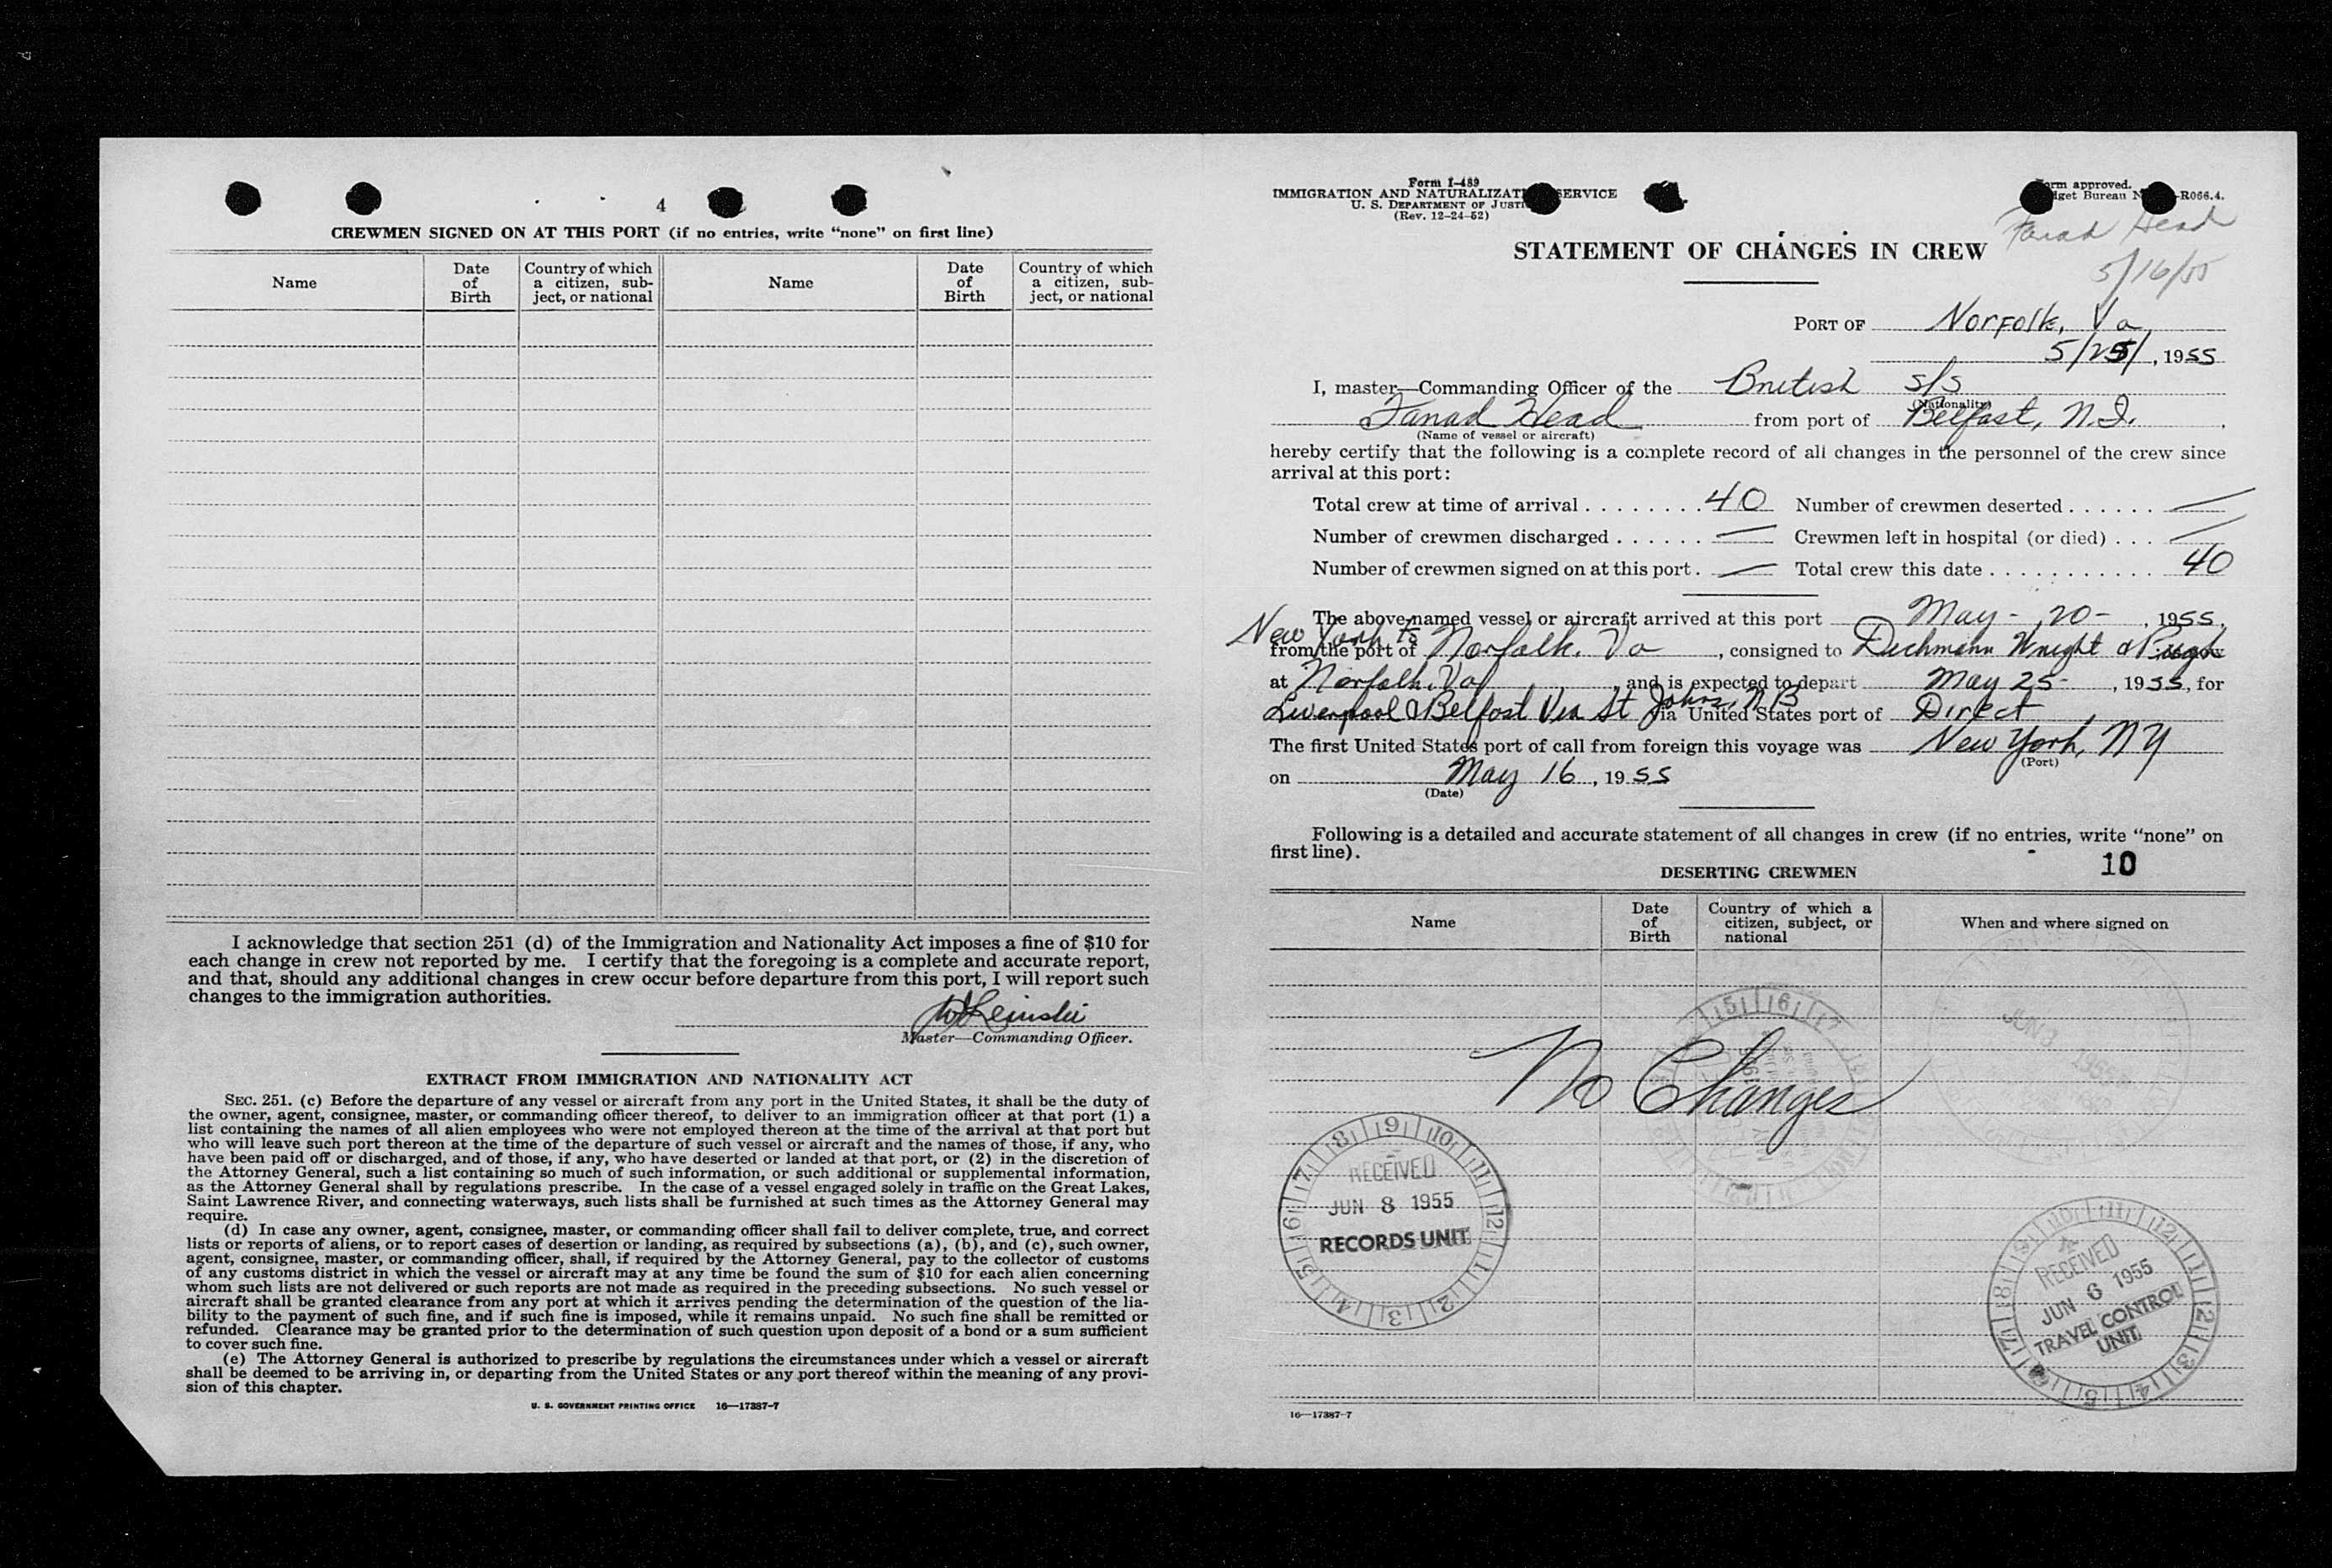 4
CREWMEN SIGNED ON AT THIS PORT (if no entries, write “none” on first line)
Name
Date of Birth
Country of which a citizen, sub-ject, or national
Name
Date of Birth
Country of which a citizen, sub-ject, or national
I acknowledge that section 251 (d) of the Immigration and Nationality Act imposes a fine of $10 for
each change in crew not reported by me. I certify that the foregoing is a complete and accurate report,
and that, should any additional changes in crew occur before departure from this port, I will report such
changes to the immigration authorities.
Master—Commanding Officer.
EXTRACT FROM IMMIGRATION AND NATIONALITY ACT
SEC. 251. (c) Before the departure of any vessel or aircraft from any port in the United States, it shall be the duty of
the owner, agent, consignee, master, or commanding officer thereof, to deliver to an immigration officer at that port (1) a
list containing the names of all alien employees who were not employed thereon at the time of the arrival at that port but
who will leave such port thereon at the time of the departure of such vessel or aircraft and the names of those, if any, who
have been paid off or discharged, and of those, if any, who have deserted or landed at that port, or (2) in the discretion of
the Attorney General, such a list containing so much of such information, or such additional or supplemental information,
as the Attorney General shall by regulations prescribe. In the case of a vessel engaged solely in traffic on the Great Lakes,
Saint Lawrence River, and connecting waterways, such lists shall be furnished at such times as the Attorney General may
require.
(d) In case any owner, agent, consignee, master, or commanding officer shall fail to deliver complete, true, and correct
lists or reports of aliens, or to report cases of desertion or landing, as required by subsections (a), (b), and (c), such owner,
agent, consignee, master, or commanding officer, shall, if required by the Attorney General, pay to the collector of customs
of any customs district in which the vessel or aircraft may at any time be found the sum of $10 for each alien concerning
whom such lists are not delivered or such reports are not made as required in the preceding subsections. No such vessel or
aircraft shall be granted clearance from any port at which it arrives pending the determination of the question of the lia-
bility to the payment of such fine, and if such fine is imposed, while it remains unpaid. No such fine shall be remitted or
refunded. Clearance may be granted prior to the determination of such question upon deposit of a bond or a sum sufficient
to cover such fine.
(e) The Attorney General is authorized to prescribe by regulations the circumstances under which a vessel or aircraft
shall be deemed to be arriving in, or departing from the United States or any port thereof within the meaning of any provi-
sion of this chapter.
U. S. GOVERNMENT PRINTING OFFICE 16—17387-7
Form I-489
IMMIGRATION AND NATURALIZATION SERVICE
U. S. DEPARTMENT OF JUSTICE
(Rev. 12-24-52)
Form approved.
Budget Bureau No. -R066.4.
Head
5/16/55
STATEMENT OF CHANGES IN CREW
PORT OF Norfolk, Va
5/25/, 1955
I, master—Commanding Officer of the British s/s
(Nationality)
Fanad Head from port of Belfast, N.I.
(Name of vessel or aircraft)
hereby certify that the following is a complete record of all changes in the personnel of the crew since
arrival at this port:
Total crew at time of arrival 40 Number of crewmen deserted —
Number of crewmen discharged — Crewmen left in hospital (or died) —
Number of crewmen signed on at this port. — Total crew this date 40
The above-named vessel or aircraft arrived at this port May - 20 -, 1955,
New York to
from the port of Norfolk. Va, consigned to Dichmann Wright & Pugh
at Norfolk. Va, and is expected to depart May 25 -, 1955, for
Liverpool & Belfast Via St Johns, N B via United States port of Direct
The first United States port of call from foreign this voyage was New York, NY
(Port)
on May 16, 1955
(Date)
Following is a detailed and accurate statement of all changes in crew (if no entries, write “none” on
first line).
10
DESERTING CREWMEN
Name
Date of Birth
Country of which a citizen, subject, or national
When and where signed on
No Changes
RECEIVED
JUN 8 1955
RECORDS UNIT
RECEIVED
JUN 6 1955
TRAVEL CONTROL
UNIT
16—17387-7